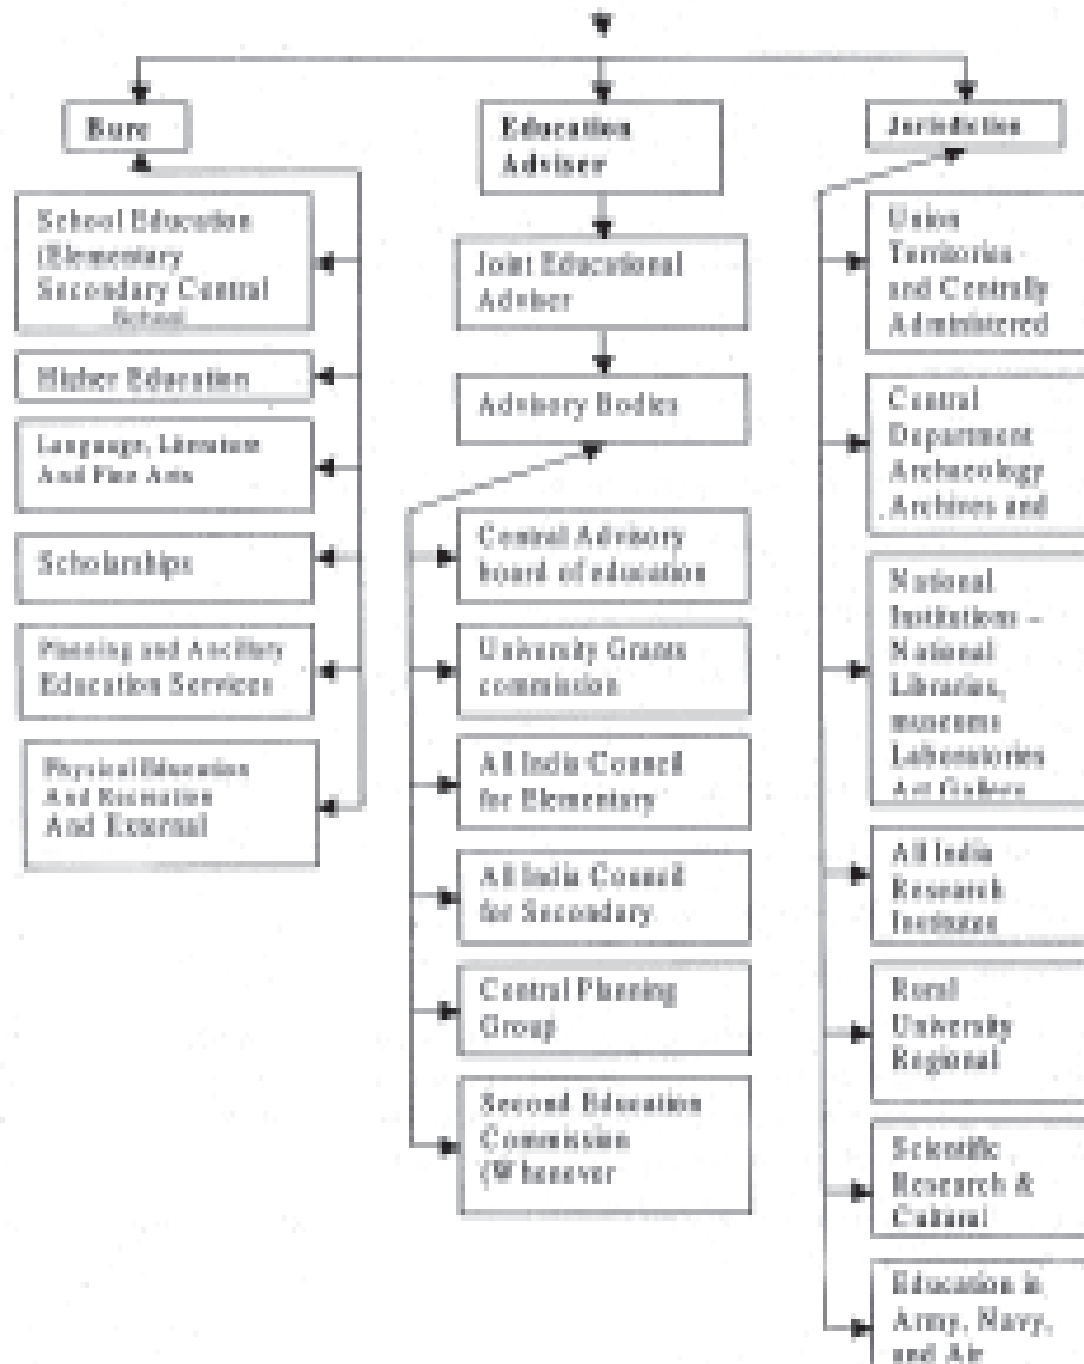 Bure
School Education
(Elementary
Secondary Central
School
Higher Education
Language, Literature
And Fine Arts
Scholarships
Planning and Ancillary
Education Services
Physical Education
And Recreation
And External
Education
Adviser
Joint Educational
Adviser
Advisory Bodies
Central Advisory
board of education
University Grants
commission
All India Council
for Elementary
All India Council
for Secondary
Central Planning
Group
Second Education
Commission
(Whenever
Jurisdiction
Union
Territories
and Centrally
Administered
Central
Department
Archaeology
Archives and
National
Institutions –
National
Libraries,
museums
Laboratories
Art Gallery
All India
Research
Institutes
Rural
University
Regional
Scientific
Research &
Cultural
Education in
Army, Navy,
and Air